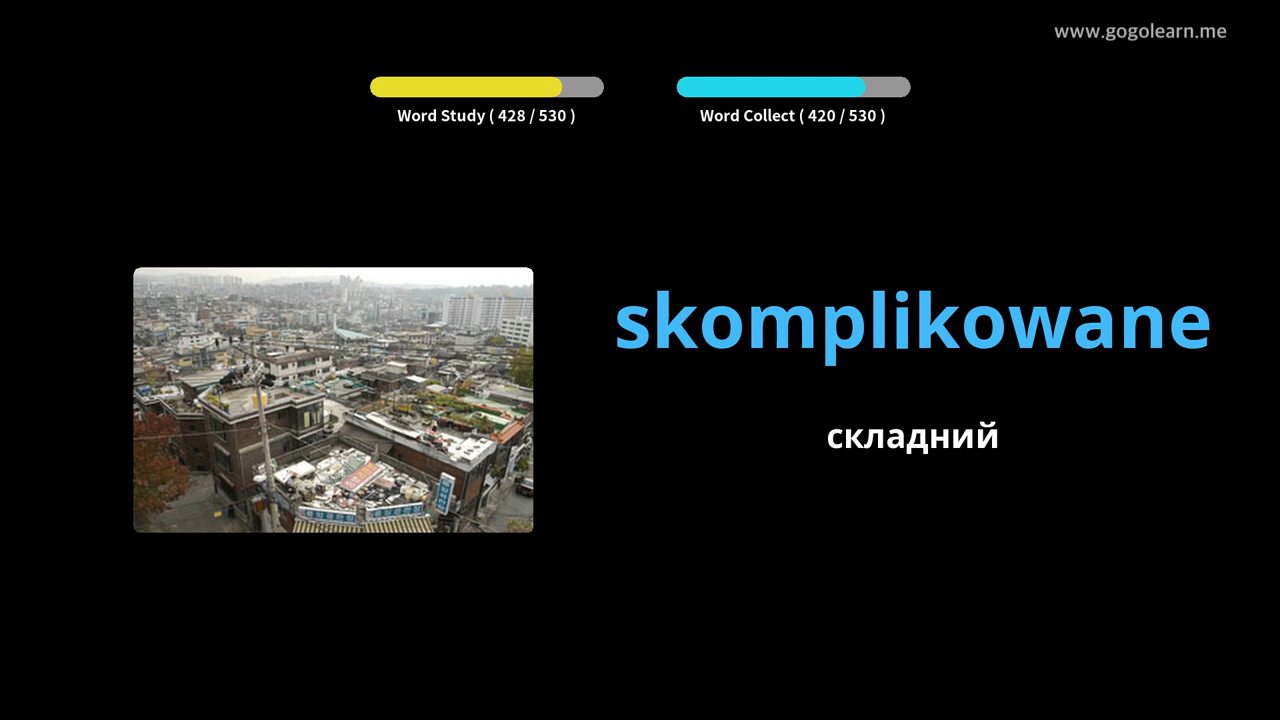 www.gogolearn.me
Word Study ( 428 / 530 )
Word Collect ( 420 / 530 )
skomplikowane
складний